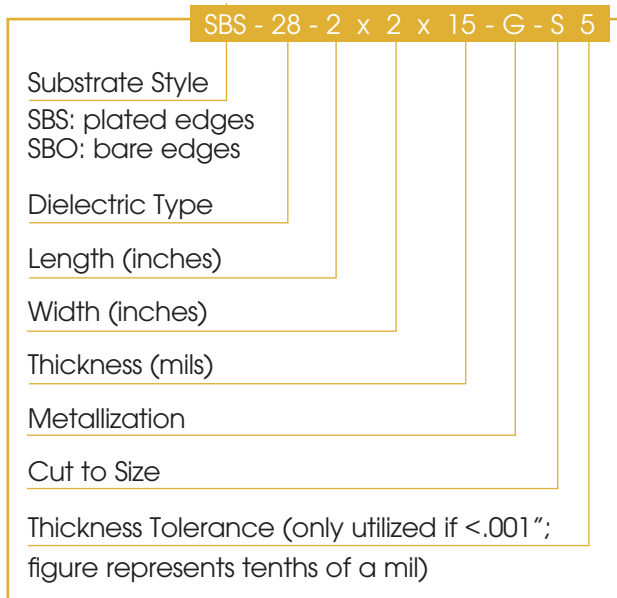 SBS - 28 - 2 x 2 x 15 - G - S 5
Substrate Style
SBS: plated edges
SBO: bare edges
Dielectric Type
Length (inches)
Width (inches)
Thickness (mils)
Metallization
Cut to Size
Thickness Tolerance (only utilized if <.001”;
figure represents tenths of a mil)